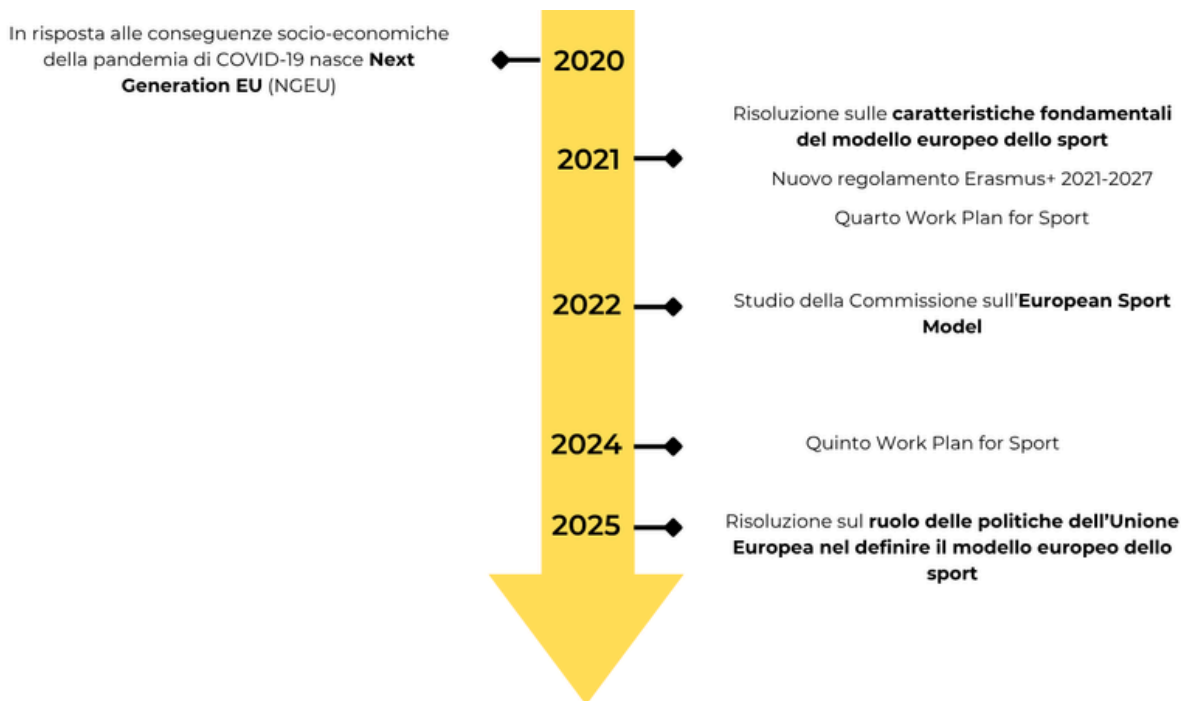 In risposta alle conseguenze socio-economiche
della pandemia di COVID-19 nasce Next
Generation EU (NGEU)
2020
2021
Risoluzione sulle caratteristiche fondamentali
del modello europeo dello sport
Nuovo regolamento Erasmus+ 2021-2027
Quarto Work Plan for Sport
2022
Studio della Commissione sull'European Sport
Model
2024
Quinto Work Plan for Sport
2025
Risoluzione sul ruolo delle politiche dell'Unione
Europea nel definire il modello europeo dello
sport